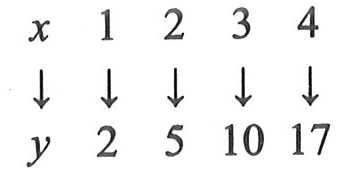 x 1 2 3 4
↓ ↓ ↓ ↓ ↓
y 2 5 10 17